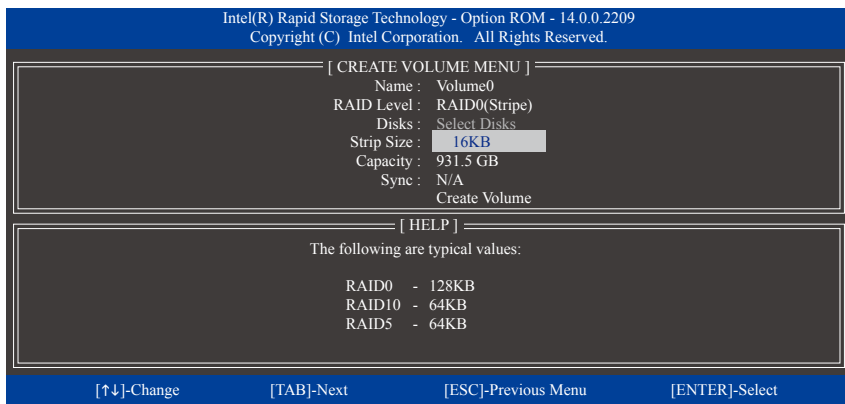 Intel(R) Rapid Storage Technology - Option ROM - 14.0.0.2209
Copyright (C) Intel Corporation. All Rights Reserved.
[ CREATE VOLUME MENU ]
Name : Volume0
RAID Level : RAID0(Stripe)
Disks : Select Disks
Strip Size : 16KB
Capacity : 931.5 GB
Sync : N/A
Create Volume
[ HELP ]
The following are typical values:
RAID0 - 128KB
RAID10 - 64KB
RAID5 - 64KB
[↑↓]-Change [TAB]-Next [ESC]-Previous Menu [ENTER]-Select